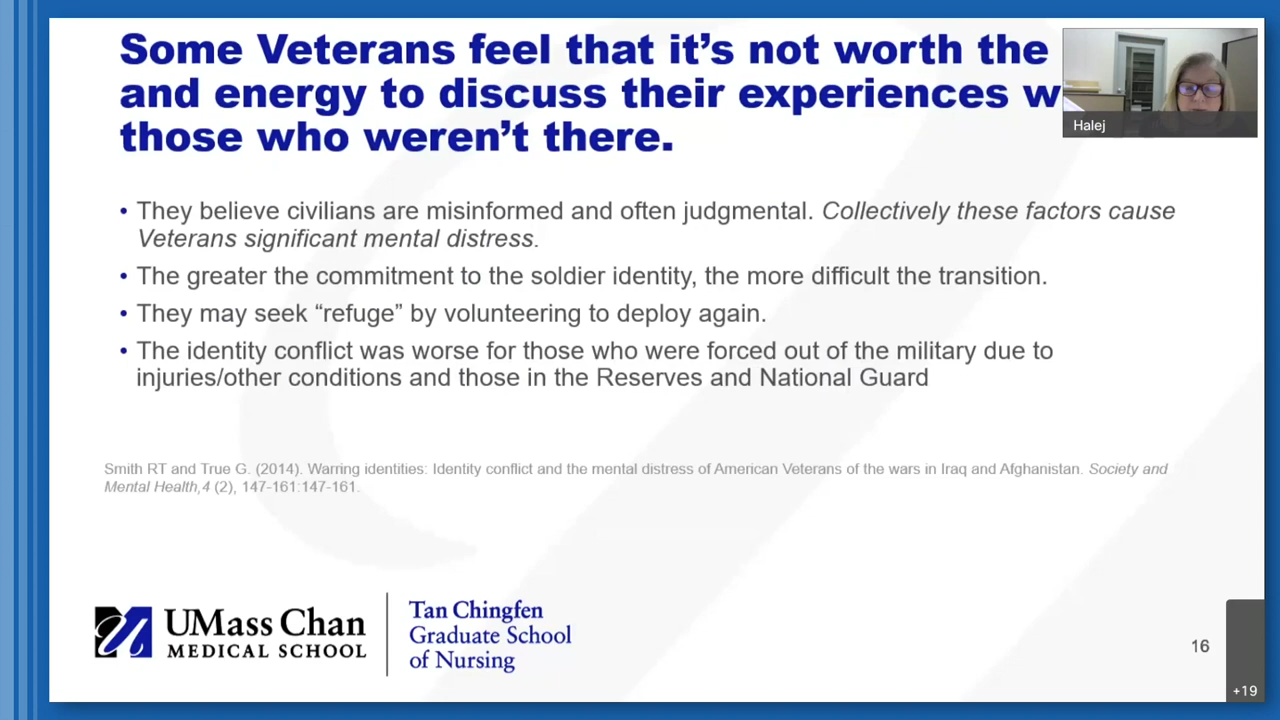 Some Veterans feel that it's not worth the
and energy to discuss their experiences w
those who weren't there.
Halej
• They believe civilians are misinformed and often judgmental. Collectively these factors cause
Veterans significant mental distress.
• The greater the commitment to the soldier identity, the more difficult the transition.
• They may seek “refuge” by volunteering to deploy again.
• The identity conflict was worse for those who were forced out of the military due to
injuries/other conditions and those in the Reserves and National Guard
Smith RT and True G. (2014). Warring identities: Identity conflict and the mental distress of American Veterans of the wars in Iraq and Afghanistan. Society and
Mental Health,4 (2), 147-161:147-161.
UMass Chan
MEDICAL SCHOOL
Tan Chingfen
Graduate School
of Nursing
16
+19